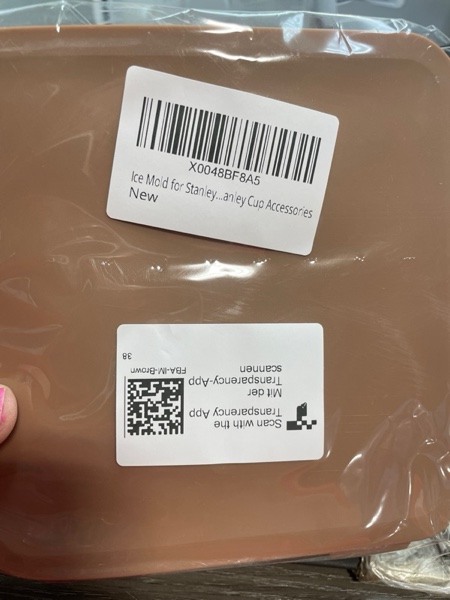 X0048BF8A5
Ice Mold for Stanley...anley Cup Accessories
New
Scan with the
Transparency App
Mit der
Transparency-App
scannen
FBA-IM-Brown
38